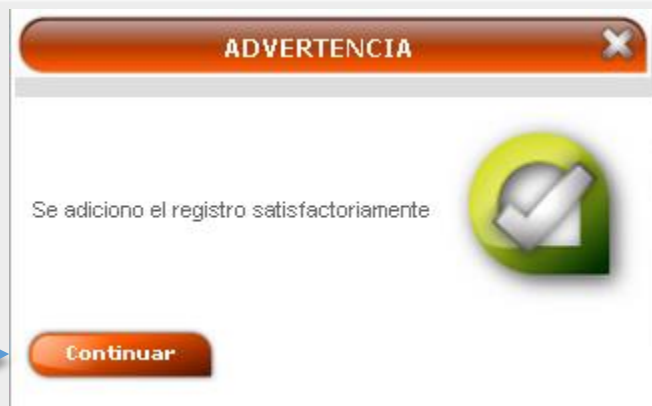 ADVERTENCIA
Se adiciono el registro satisfactoriamente
Continuar